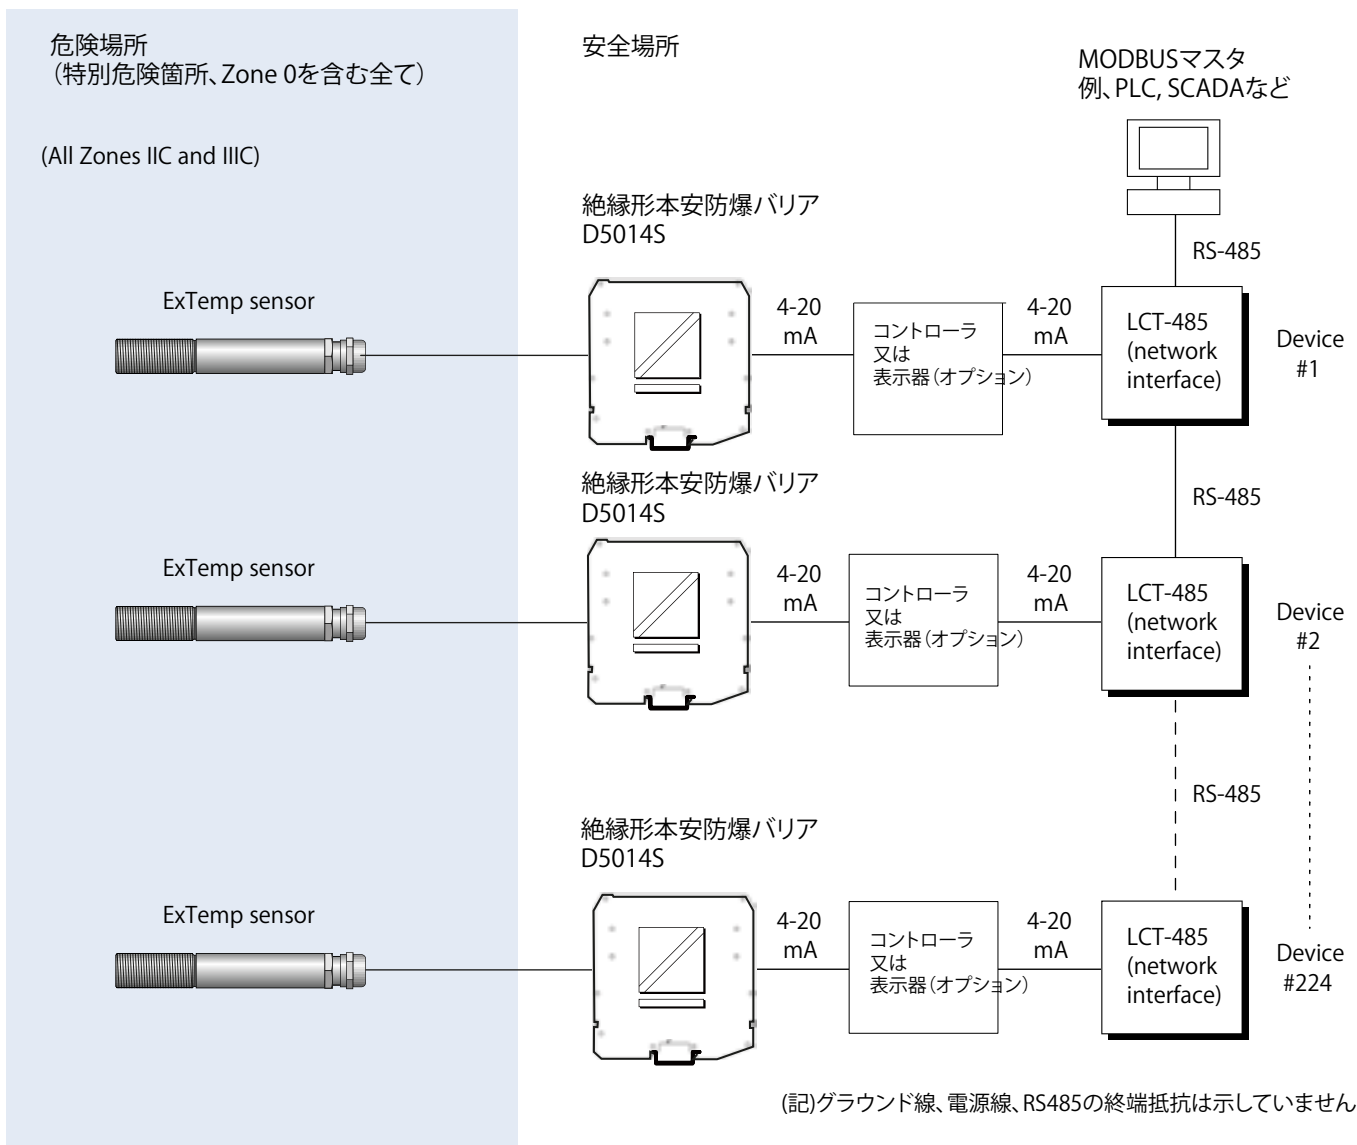 危険場所
（特別危険箇所、Zone 0を含む全て）
(All Zones IIC and IIIC)
安全場所
MODBUSマスタ
例、PLC, SCADAなど
RS-485
絶縁形本安防爆バリア
D5014S
ExTemp sensor
4-20
mA
コントローラ
又は
表示器（オプション）
4-20
mA
LCT-485
(network
interface)
Device
#1
RS-485
絶縁形本安防爆バリア
D5014S
ExTemp sensor
4-20
mA
コントローラ
又は
表示器（オプション）
4-20
mA
LCT-485
(network
interface)
Device
#2
RS-485
絶縁形本安防爆バリア
D5014S
ExTemp sensor
4-20
mA
コントローラ
又は
表示器（オプション）
4-20
mA
LCT-485
(network
interface)
Device
#224
(記)グラウンド線、電源線、RS485の終端抵抗は示していません